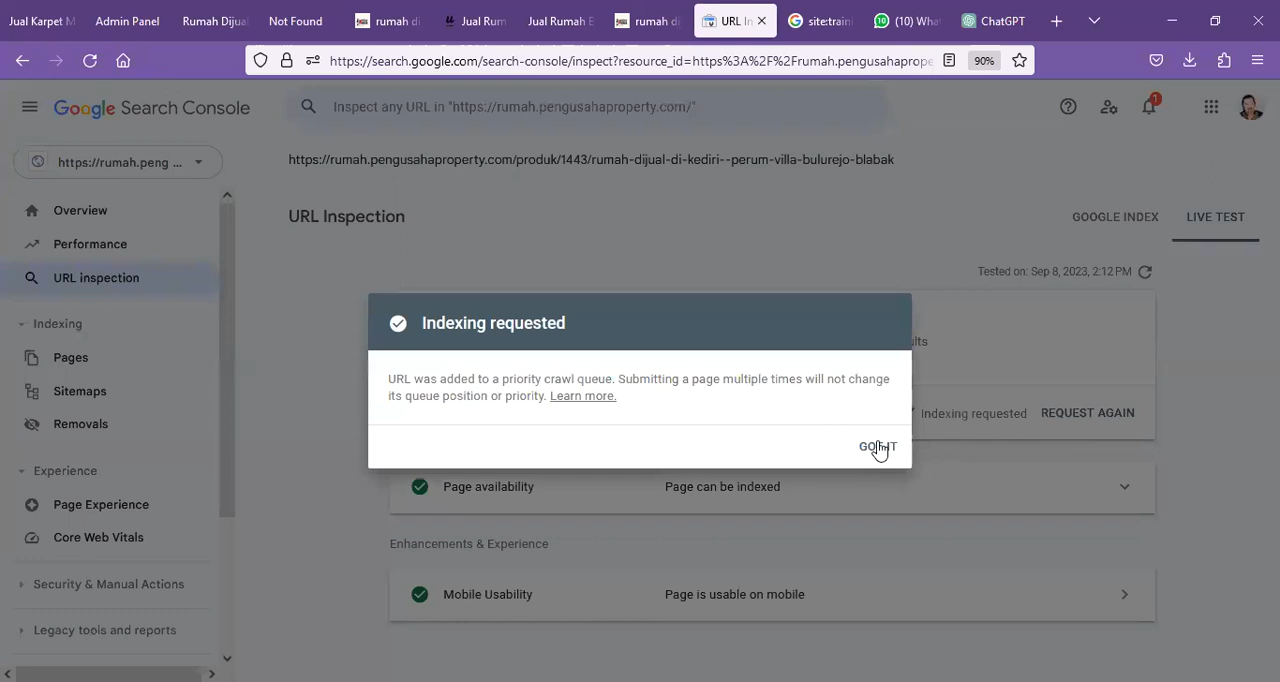 Jual Karpet M
Admin Panel
Rumah Dijua
Not Found
rumah di
Jual Rum
Jual Rumah E
rumah di
URL In
site:traini
(10) Wha
ChatGPT
https://search.google.com/search-console/inspect?resource_id=https%3A%2F%2Frumah.pengusahaprope
90%
Google Search Console
Inspect any URL in "https://rumah.pengusahaproperty.com/"
1
https://rumah.peng ...
https://rumah.pengusahaproperty.com/produk/1443/rumah-dijual-di-kediri--perum-villa-bulurejo-blabak
Overview
Performance
URL inspection
Indexing
Pages
Sitemaps
Removals
Experience
Page Experience
Core Web Vitals
Security & Manual Actions
Legacy tools and reports
URL Inspection
GOOGLE INDEX
LIVE TEST
Tested on: Sep 8, 2023, 2:12 PM
Indexing requested
URL was added to a priority crawl queue. Submitting a page multiple times will not change
its queue position or priority. Learn more.
GOT IT
ults
Indexing requested
REQUEST AGAIN
Page availability
Page can be indexed
Enhancements & Experience
Mobile Usability
Page is usable on mobile